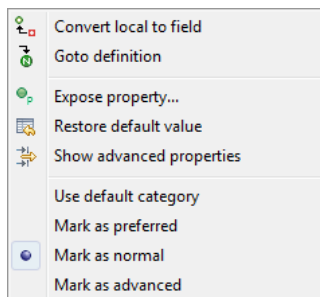 Convert local to field
Goto definition
Expose property...
Restore default value
Show advanced properties
Use default category
Mark as preferred
Mark as normal
Mark as advanced